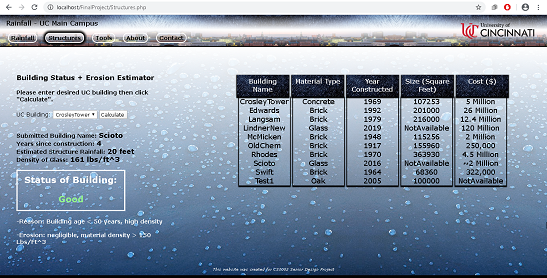 localhost/FinalProject/Structures.php
Rainfall - UC Main Campus
Rainfall Structures Tools About Contact
University of
CINCINNATI
Building Status + Erosion Estimator
Please enter desired UC building then click
"Calculate".
UC Building: CrosleyTower Calculate
Submitted Building Name: Scioto
Years since construction: 4
Estimated Structure Rainfall: 20 feet
Density of Glass: 161 lbs/ft^3
Status of Building:
Good
-Reason: Building age < 50 years, high density
-Erosion: negligible, material density > 150
Lbs/ft^3
Building Name Material Type Year Constructed Size (Square Feet) Cost ($)
CrosleyTower Concrete 1969 107253 5 Million
Edwards Brick 1992 201000 26 Million
Langsam Brick 1979 216000 12.4 Million
LindnerNew Glass 2019 NotAvailable 120 Million
McMicken Brick 1948 115256 2 Million
OldChem Brick 1917 155960 250,000
Rhodes Brick 1970 363930 4.5 Million
Scioto Glass 2016 NotAvailable ~2 Million
Swift Brick 1964 68360 322,000
Test1 Oak 2005 100000 NotAvailable
This website was created for CS5002 Senior Design Project